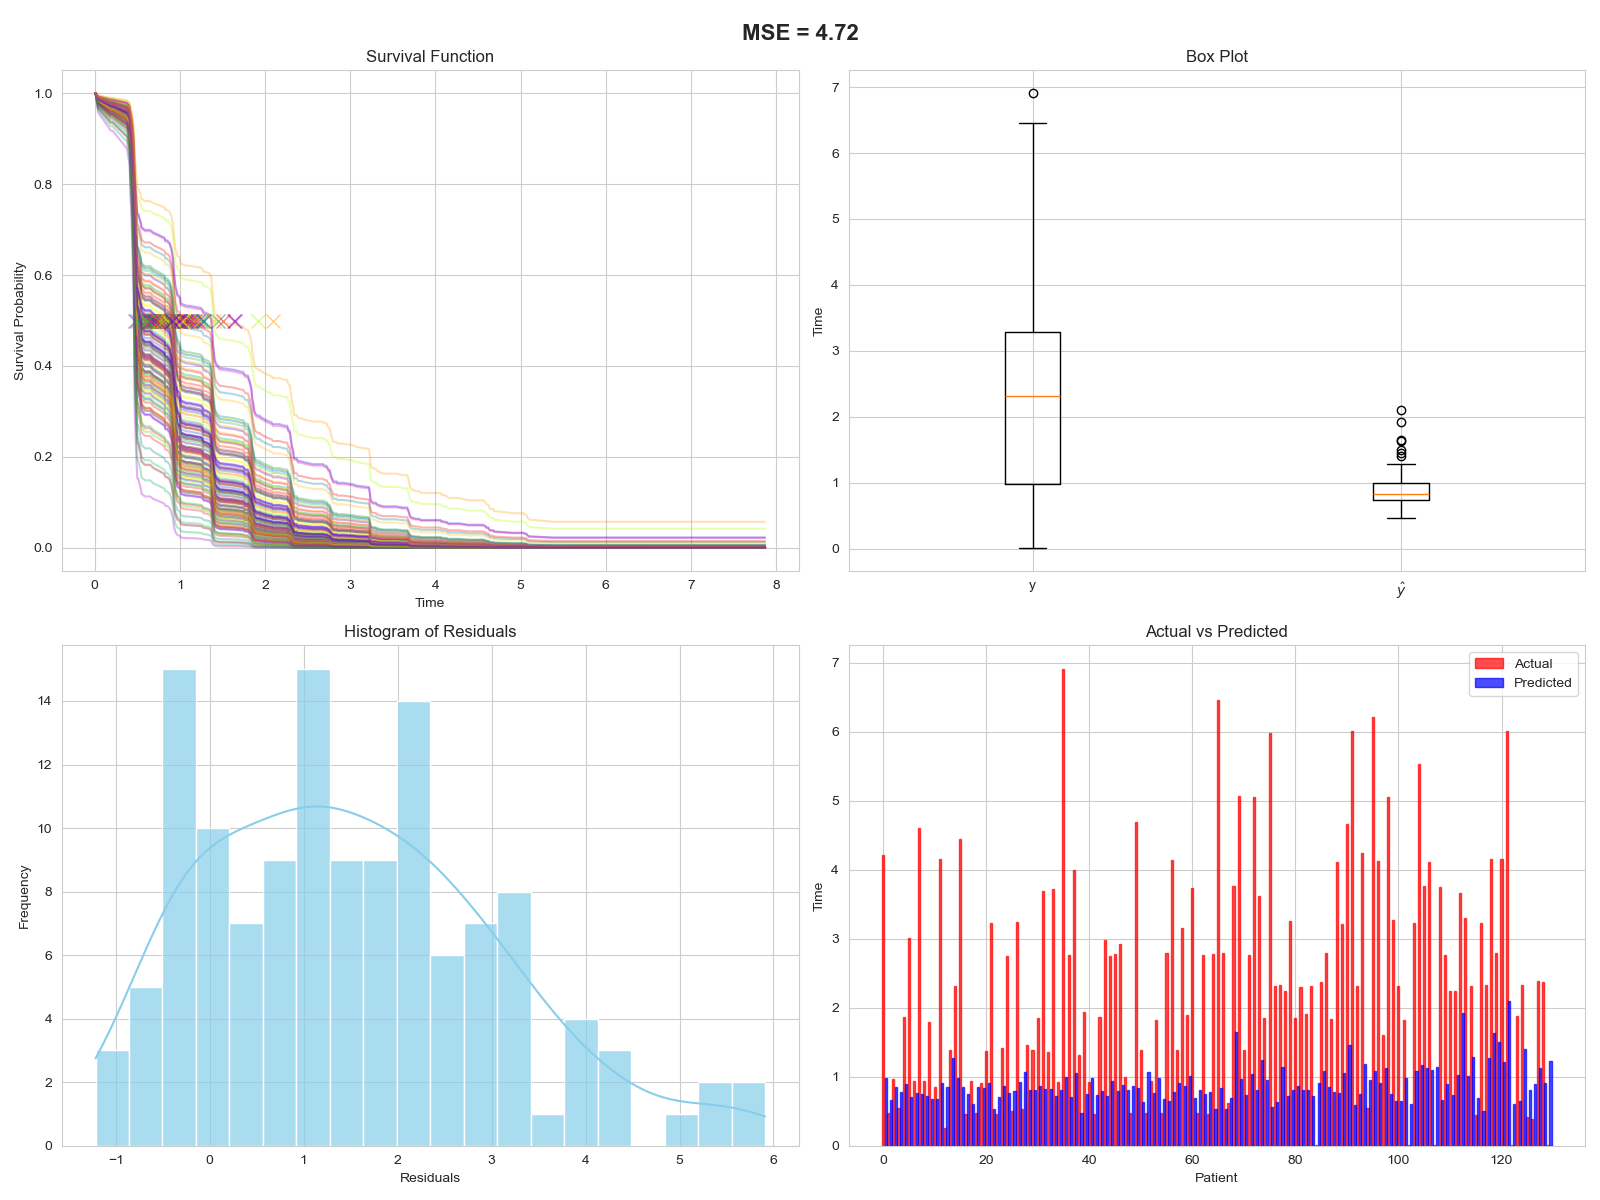 MSE = 4.72
Survival Function
1.0
0.8
0.6
0.4
0.2
0.0
Survival Probability
0 1 2 3 4 5 6 7 8
Time
Box Plot
7
6
5
4
3
2
1
0
Time
y ŷ
Histogram of Residuals
14
12
10
8
6
4
2
0
Frequency
−1 0 1 2 3 4 5 6
Residuals
Actual vs Predicted
Actual
Predicted
7
6
5
4
3
2
1
0
Time
0 20 40 60 80 100 120
Patient